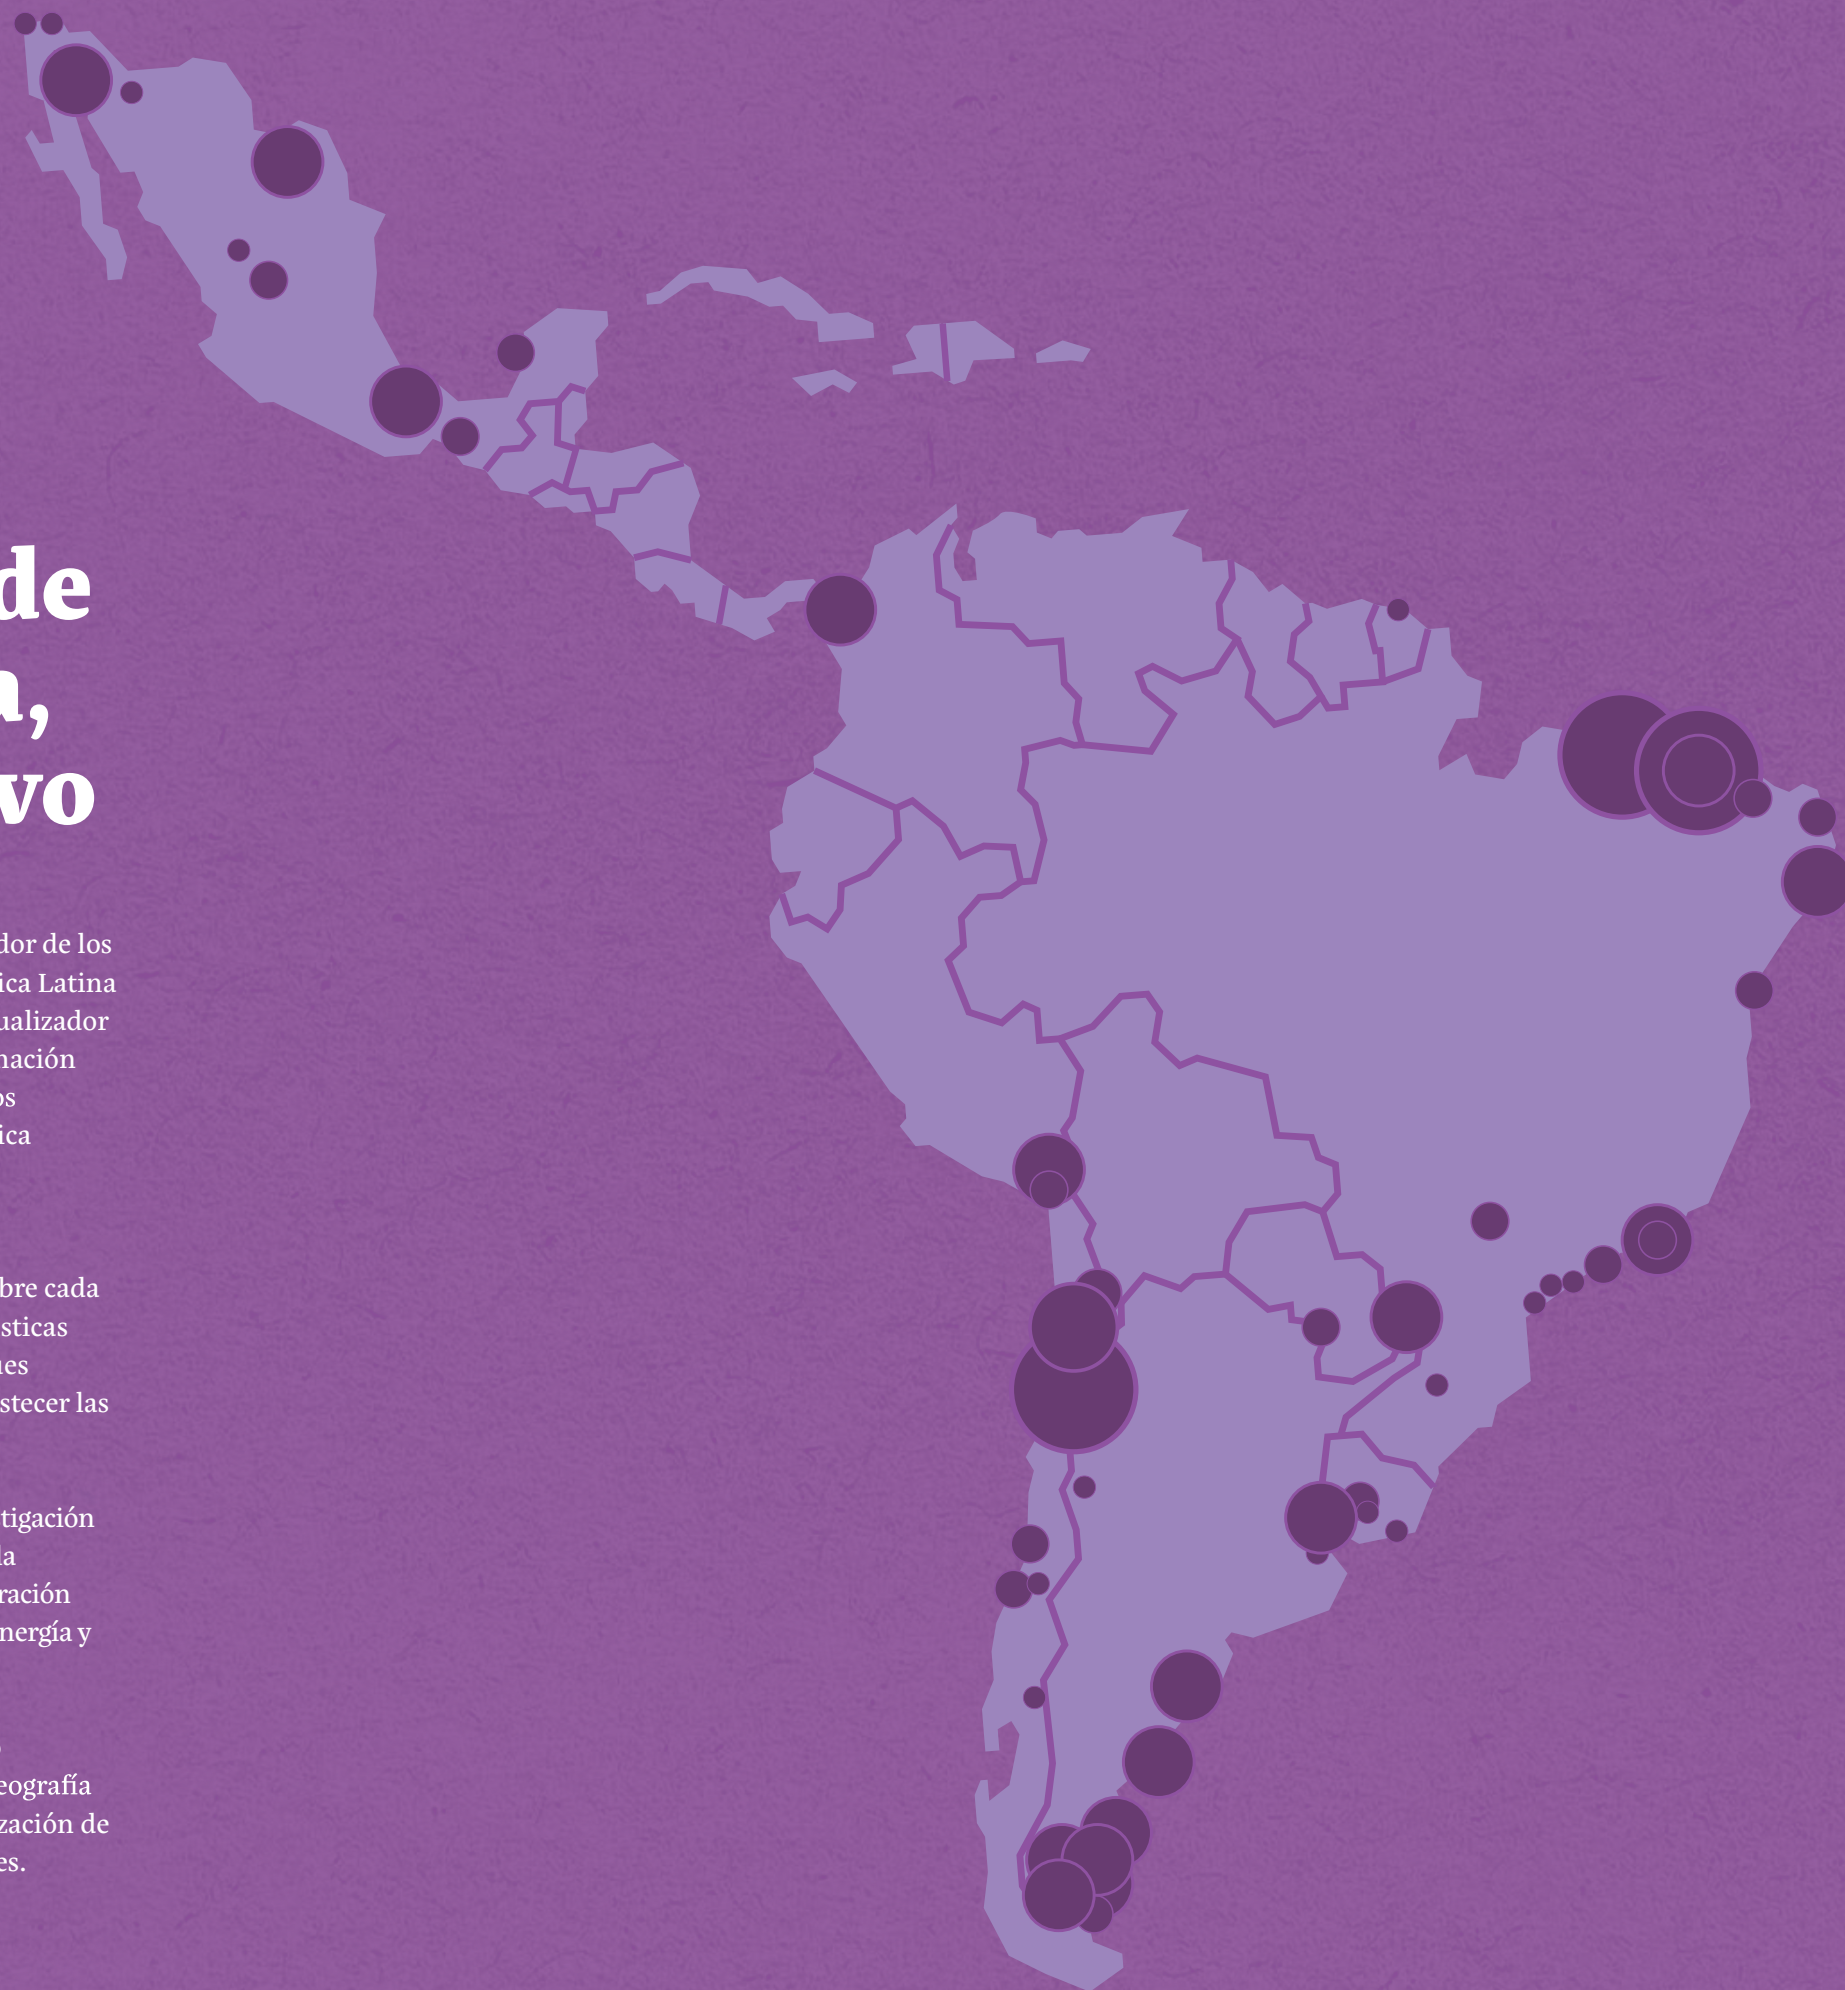 de
a,
vo
dor de los
ica Latina
ualizador
nación
os
ica
bre cada
sticas
ues
stecer las
tigación
la
ración
nergía y
eografía
zación de
es.